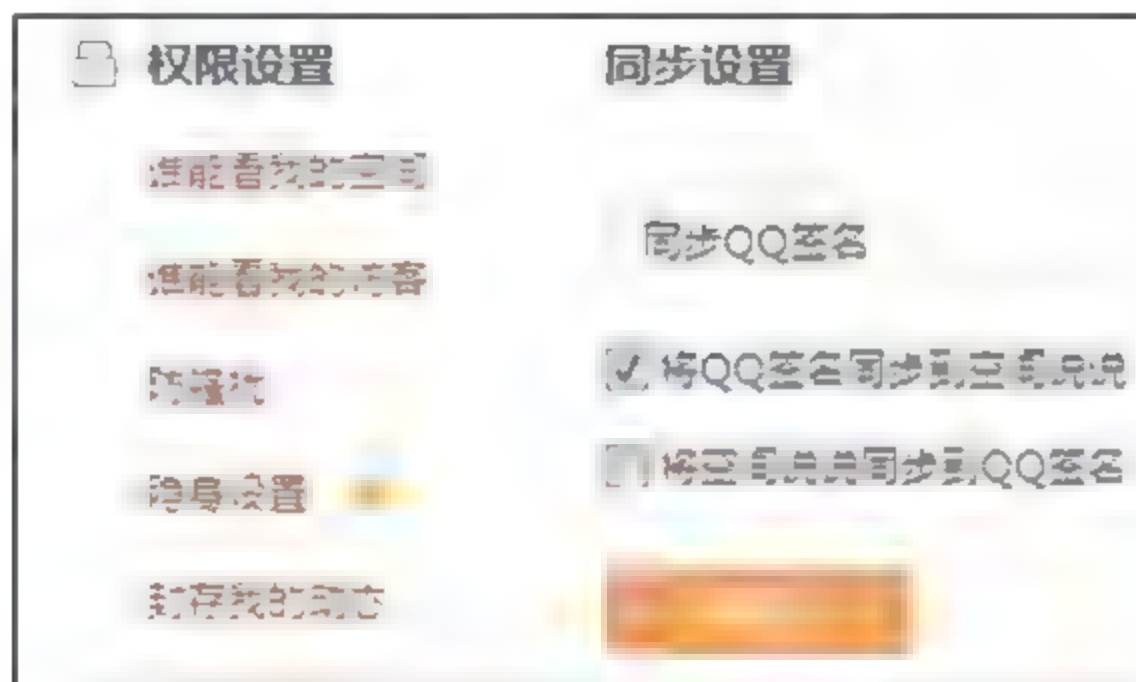 权限设置
谁能看我的空间
谁能看我的内容
防骚扰
隐身设置
封存我的动态
同步设置
同步QQ签名
将QQ签名同步到空间说说
将空间说说同步到QQ签名